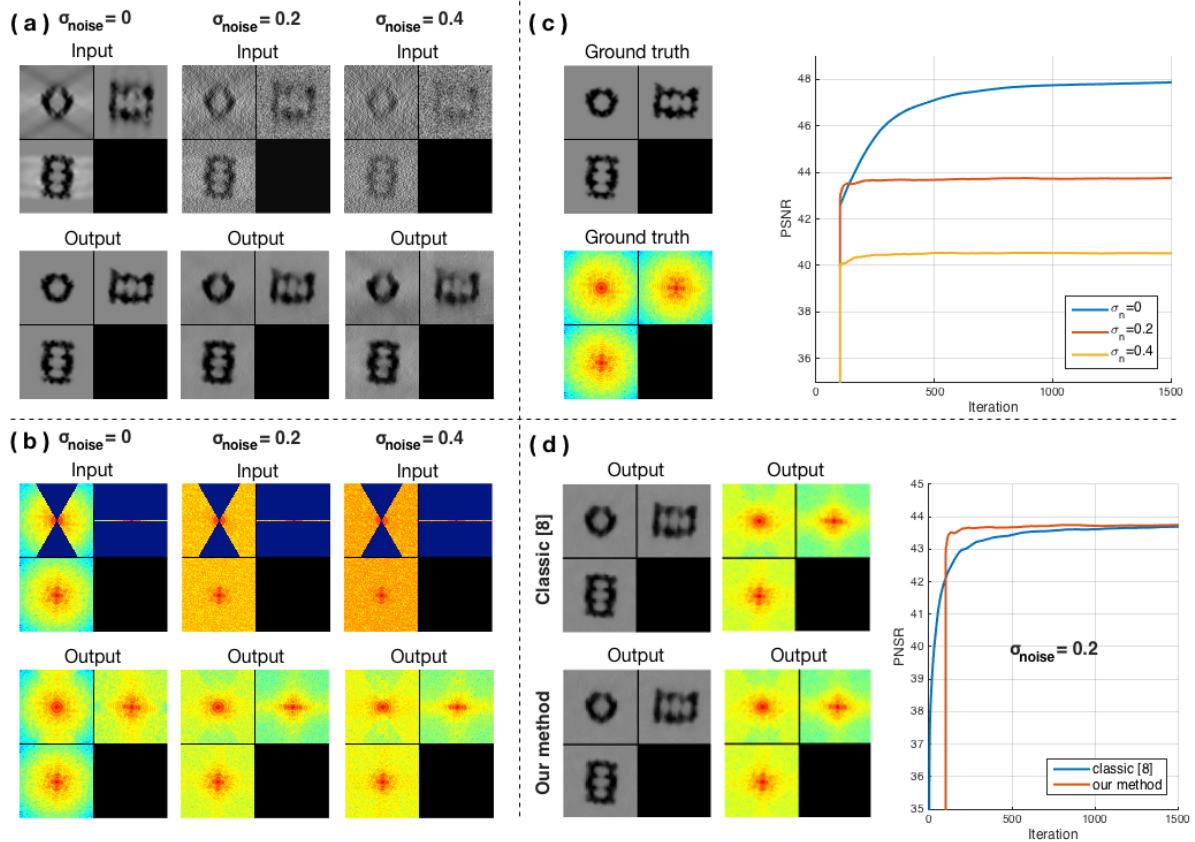 ( a )
σnoise = 0
σnoise = 0.2
σnoise = 0.4
Input
Input
Input
Output
Output
Output
( c )
Ground truth
Ground truth
48
46
44
42
40
38
36
PSNR
0
500
1000
1500
Iteration
σn=0
σn=0.2
σn=0.4
( b )
σnoise = 0
σnoise = 0.2
σnoise = 0.4
Input
Input
Input
Output
Output
Output
( d )
Output
Output
Classic [8]
Output
Output
Our method
45
44
43
42
41
40
39
38
37
36
35
PNSR
σnoise = 0.2
classic [8]
our method
0
500
1000
1500
Iteration